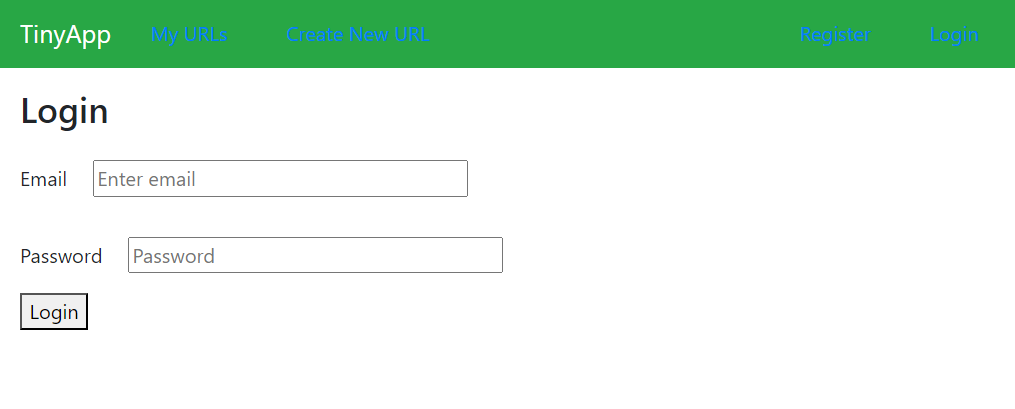 TinyApp My URLs Create New URL Register Login
Login
Email Enter email
Password Password
Login